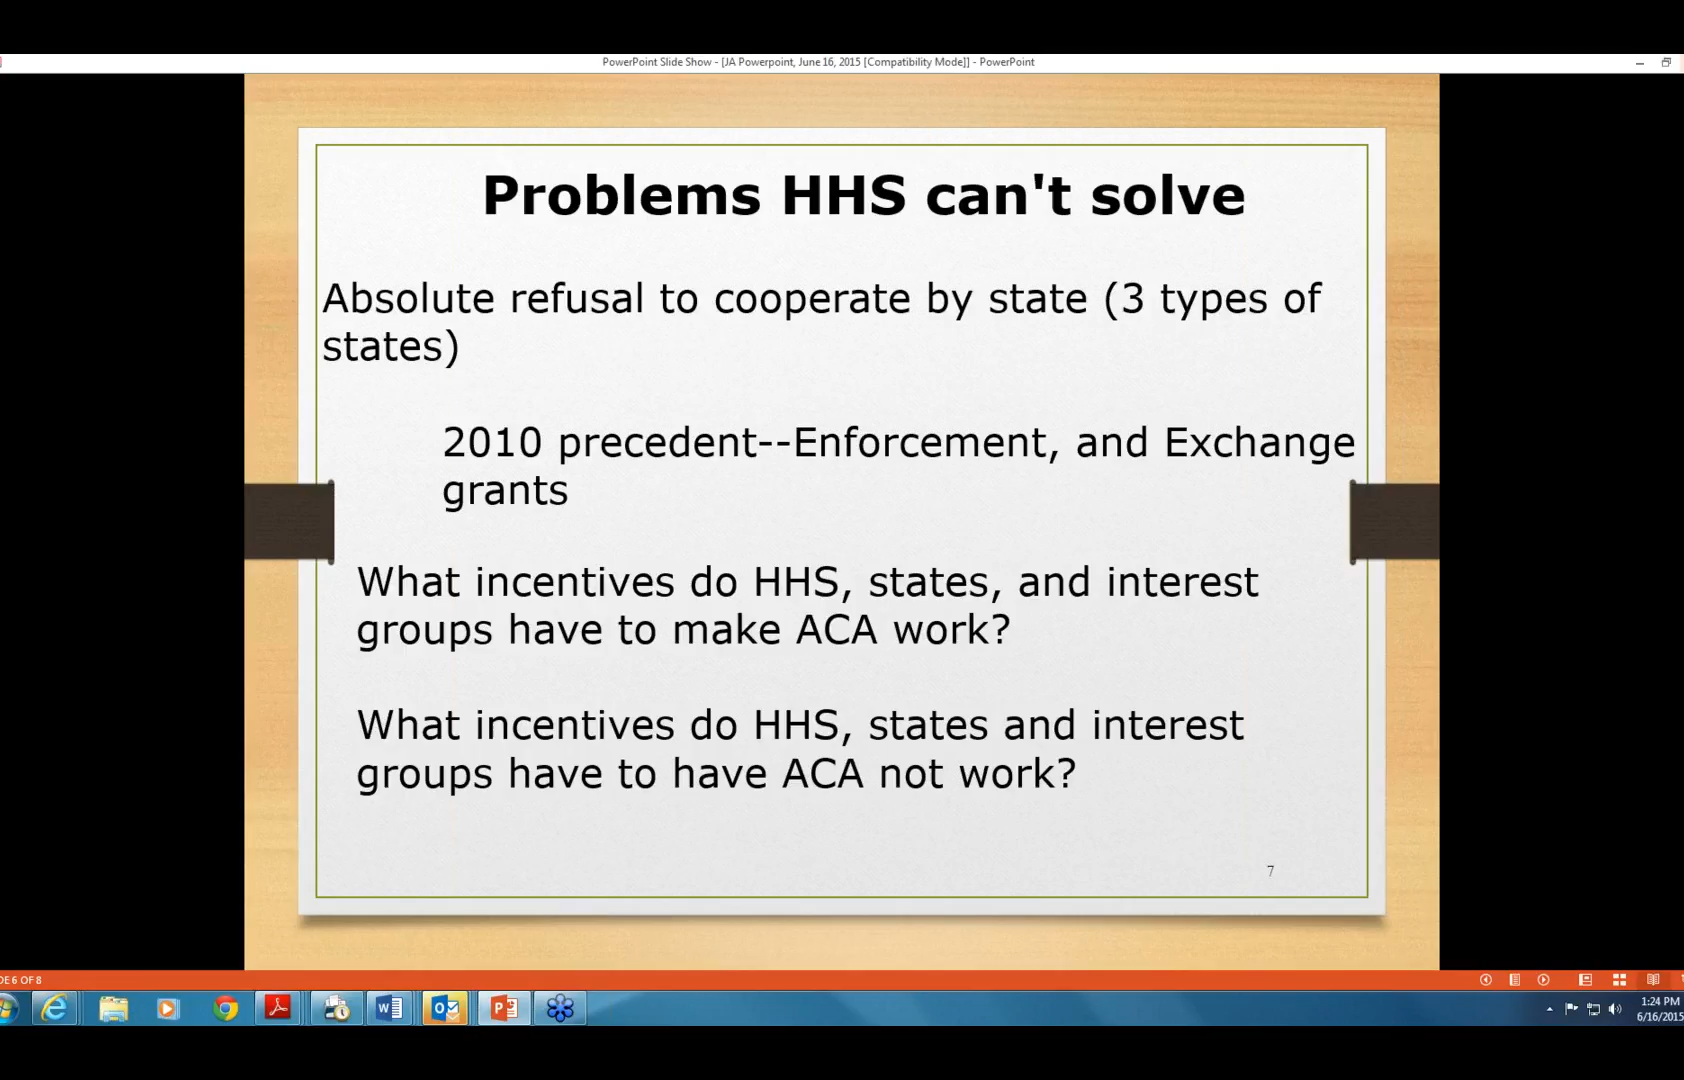 PowerPoint Slide Show - [JA Powerpoint, June 16, 2015 [Compatibility Mode]] - PowerPoint
Problems HHS can't solve
Absolute refusal to cooperate by state (3 types of
states)
2010 precedent--Enforcement, and Exchange
grants
What incentives do HHS, states, and interest
groups have to make ACA work?
What incentives do HHS, states and interest
groups have to have ACA not work?
7
DE 6 OF 8
1:24 PM
6/16/2015